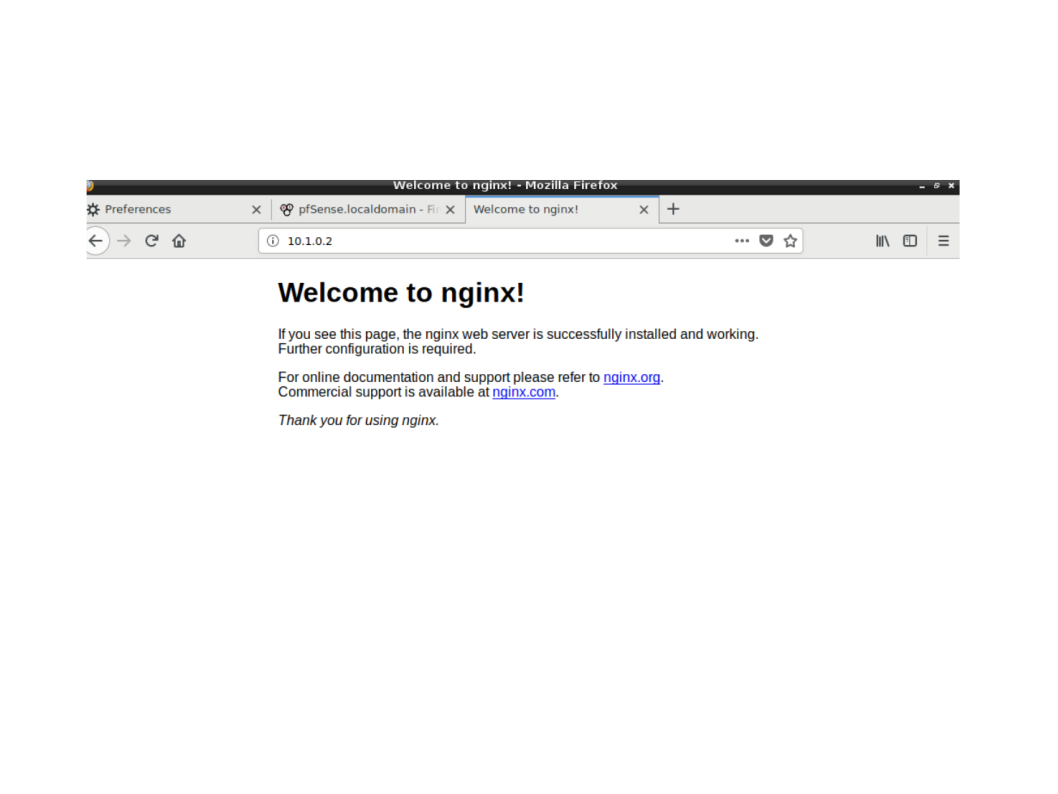 Welcome to nginx! - Mozilla Firefox
Preferences
pfSense.localdomain - Fir
Welcome to nginx!
10.1.0.2
Welcome to nginx!
If you see this page, the nginx web server is successfully installed and working.
Further configuration is required.
For online documentation and support please refer to nginx.org.
Commercial support is available at nginx.com.
Thank you for using nginx.